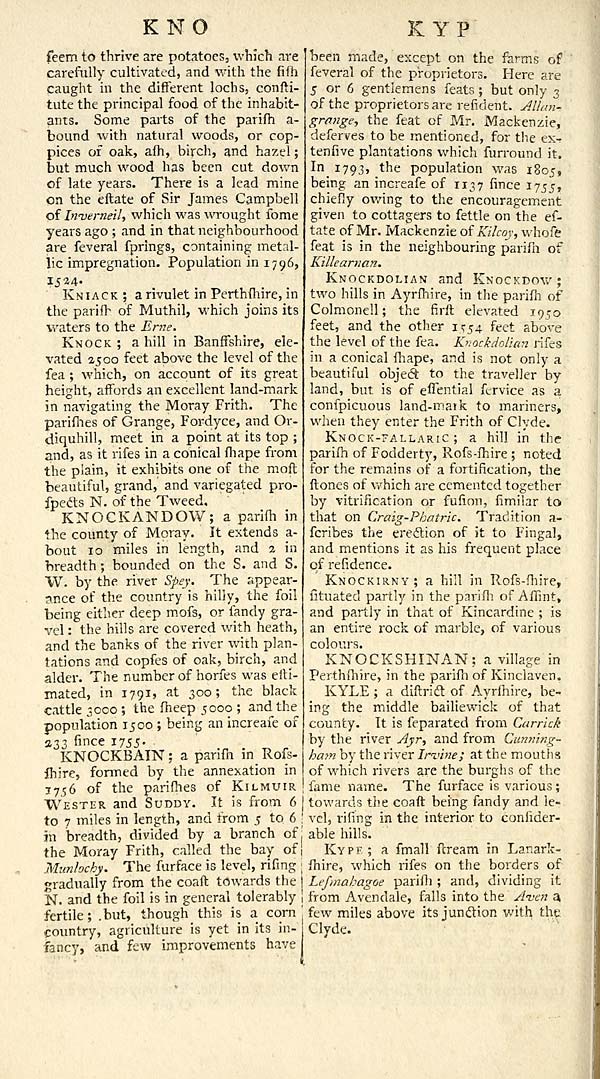 KNO
KYP
ſeem to thrive are potatoes, which are
carefully cultivated, and with the fiſh
caught in the different lochs, conſti-
tute the principal food of the inhabit-
ants. Some parts of the pariſh a-
bound with natural woods, or cop-
pices of oak, aſh, birch, and hazel;
but much wood has been cut down
of late years. There is a lead mine
on the eſtate of Sir James Campbell
of Inverneil, which was wrought ſome
years ago; and in that neighbourhood
are ſeveral ſprings, containing metal-
lic impregnation. Population in 1796,
1524.
KNIACK; a rivulet in Perthſhire, in
the pariſh of Muthil, which joins its
waters to the Erne.
KNOCK; a hill in Banffshire, ele-
vated 2500 feet above the level of the
ſea; which, on account of its great
height, affords an excellent land-mark
in navigating the Moray Frith. The
pariſhes of Grange, Fordyce, and Or-
diquhill, meet in a point at its top;
and, as it riſes in a conical ſhape from
the plain, it exhibits one of the moſt
beautiful, grand, and variegated pro-
ſpects N. of the Tweed.
KNOCKANDOW; a pariſh in
the county of Moray. It extends a-
bout 10 miles in length, and 2 in
breadth; bounded on the S. and S.
W. by the river Spey. The appear-
ance of the country is hilly, the ſoil
being either deep moſs, or ſandy gra-
vel: the hills are covered with heath,
and the banks of the river with plan-
tations and copſes of oak, birch, and
alder. The number of horſes was eſti-
mated, in 1791, at 300; the black
cattle 3000; the ſheep 5000; and the
population 1500; being an increaſe of
233 ſince 1755.
KNOCKBAIN; a pariſh in Roſs-
ſhire, formed by the annexation in
1756 of the pariſhes of KILMUIR
WESTER and SUDDY. It is from 6
to 7 miles in length, and from 5 to 6
in breadth, divided by a branch of
the Moray Frith, called the bay of
Munlochy. The ſurface is level, riſing
gradually from the coaſt towards the
N. and the ſoil is in general tolerably
fertile; but, though this is a corn
country, agriculture is yet in its in-
fancy, and few improvements have
been made, except on the farms of
ſeveral of the proprietors. Here are
5 or 6 gentlemens ſeats; but only 3
of the proprietors are reſident. Allan-
grange, the ſeat of Mr. Mackenzie,
deſerves to be mentioned, for the ex-
tenſive plantations which ſurround it.
In 1793, the population was 1805,
being an increaſe of 1137 ſince 1755,
chiefly owing to the encouragement
given to cottagers to ſettle on the eſ-
tate of Mr. Mackenzie of Kilcoy, whoſe
ſeat is in the neighbouring pariſh of
Killearnan.
KNOCKDOLIAN and KNOCKDOW;
two hills in Ayrſhire, in the pariſh of
Colmonell; the firſt elevated 1950
feet, and the other 1554 feet above
the level of the ſea. Knockdolian riſes
in a conical ſhape, and is not only a
beautiful object to the traveller by
land, but is of eſſential ſervice as a
conſpicuous land-mark to mariners,
when they enter the Frith of Clyde.
KNOCK-FALLARIC; a hill in the
pariſh of Fodderty, Roſs-ſhire; noted
for the remains of a fortification, the
ſtones of which are cemented together
by vitrification or fuſion, ſimilar to
that on Craig-Phatric. Tradition a-
ſcribes the erection of it to Fingal,
and mentions it as his frequent place
of reſidence.
KNOCKIRNY; a hill in Roſs-ſhire,
ſituated partly in the pariſh of Aſſint,
and partly in that of Kincardine; is
an entire rock of marble, of various
colours.
KNOCKSHINAN; a village in
Perthſhire, in the pariſh of Kinclaven.
KYLE; a diſtrict of Ayrſhire, be-
ing the middle bailiewick of that
county. It is ſeparated from Carrick
by the river Ayr, and from Cunning-
ham by the river Irvine; at the mouths
of which rivers are the burghs of the
ſame name. The ſurface is various;
towards the coaſt being ſandy and le-
vel, riſing in the interior to conſider-
able hills.
KYPE; a ſmall ſtream in Lanark-
ſhire, which riſes on the borders of
Leſmahagoe pariſh; and, dividing it
from Avendale, falls into the Aven a
few miles above its junction with the
Clyde.